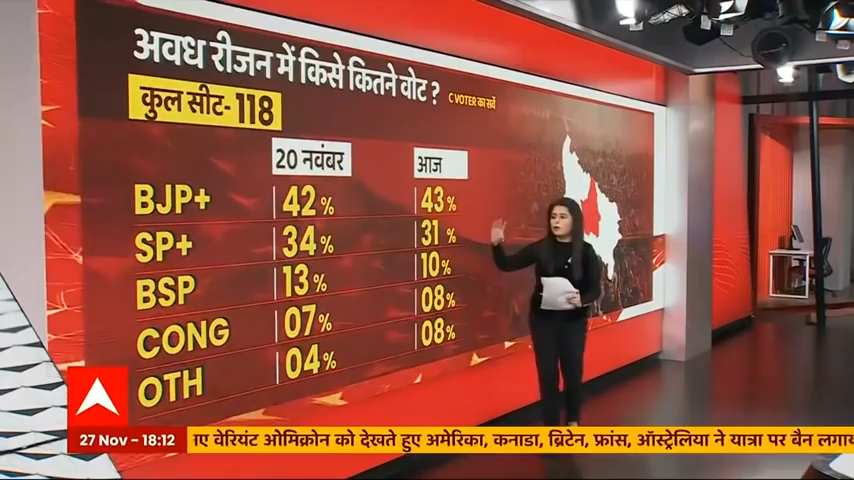 अवध रीजन में किसे कितने वोट ?
C VOTER का सर्वे
कुल सीट- 118
20 नवंबर आज
BJP+ 42% 43%
SP+ 34% 31%
BSP 13% 10%
CONG 07% 08%
OTH 04% 08%
27 Nov - 18:12 वेरियंट ओमिक्रोन को देखते हुए अमेरिका, कनाडा, ब्रिटेन, फ्रांस, ऑस्ट्रेलिया ने यात्रा पर बैन